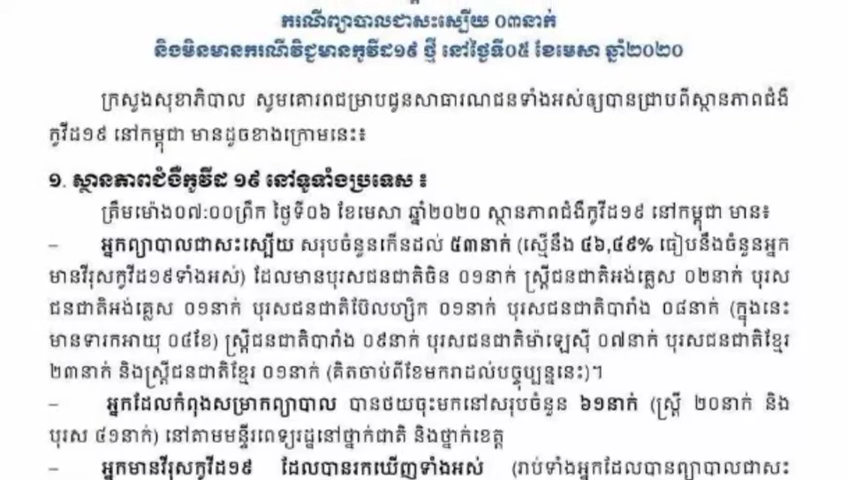 ករណីព្យាបាលជាសះស្បើយ ០៣នាក់
និងមិនមានករណីវិជ្ជមានកូវីដ១៩ ថ្មី នៅថ្ងៃទី០៥ ខែមេសា ឆ្នាំ២០២០
ក្រសួងសុខាភិបាល សូមគោរពជម្រាបជូនសាធារណជនទាំងអស់ឲ្យបានជ្រាបពីស្ថានភាពជំងឺ
កូវីដ១៩ នៅកម្ពុជា មានដូចខាងក្រោមនេះ៖
១. ស្ថានភាពជំងឺកូវីដ ១៩ នៅទូទាំងប្រទេស ៖
ត្រឹមម៉ោង០៧:០០ព្រឹក ថ្ងៃទី០៦ ខែមេសា ឆ្នាំ២០២០ ស្ថានភាពជំងឺកូវីដ១៩ នៅកម្ពុជា មាន៖
– អ្នកព្យាបាលជាសះស្បើយ សរុបចំនួនកើនដល់ ៥៣នាក់ (ស្មើនឹង ៤៦,៤៩% ធៀបនឹងចំនួនអ្នក
មានវីរុសកូវីដ១៩ទាំងអស់) ដែលមានបុរសជនជាតិចិន ០១នាក់ ស្ត្រីជនជាតិអង់គ្លេស ០២នាក់ បុរស
ជនជាតិអង់គ្លេស ០១នាក់ បុរសជនជាតិប៊ែលហ្សិក ០១នាក់ បុរសជនជាតិបារាំង ០៨នាក់ (ក្នុងនេះ
មានទារកអាយុ ០៤ខែ) ស្ត្រីជនជាតិបារាំង ០៩នាក់ បុរសជនជាតិម៉ាឡេស៊ី ០៧នាក់ បុរសជនជាតិខ្មែរ
២៣នាក់ និងស្ត្រីជនជាតិខ្មែរ ០១នាក់ (គិតចាប់ពីខែមករាដល់បច្ចុប្បន្ននេះ)។
– អ្នកដែលកំពុងសម្រាកព្យាបាល បានថយចុះមកនៅសរុបចំនួន ៦១នាក់ (ស្ត្រី ២០នាក់ និង
បុរស ៤១នាក់) នៅតាមមន្ទីរពេទ្យរដ្ឋនៅថ្នាក់ជាតិ និងថ្នាក់ខេត្ត
– អ្នកមានវីរុសកូវីដ១៩ ដែលបានរកឃើញទាំងអស់ (រាប់ទាំងអ្នកដែលបានព្យាបាលជាសះ